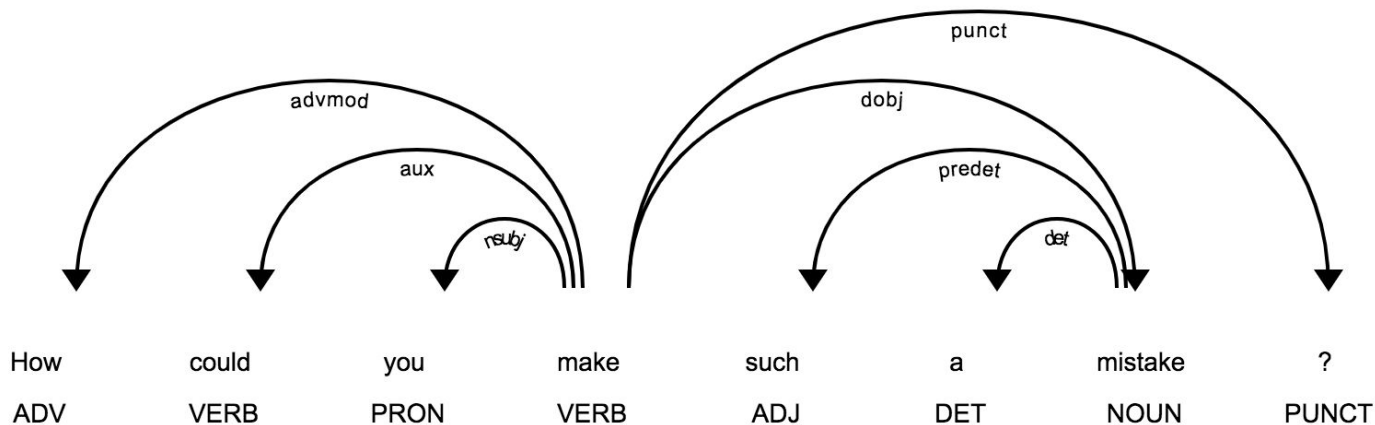 punct
advmod dobj
aux predet
nsubj det
How could you make such a mistake ?
ADV VERB PRON VERB ADJ DET NOUN PUNCT